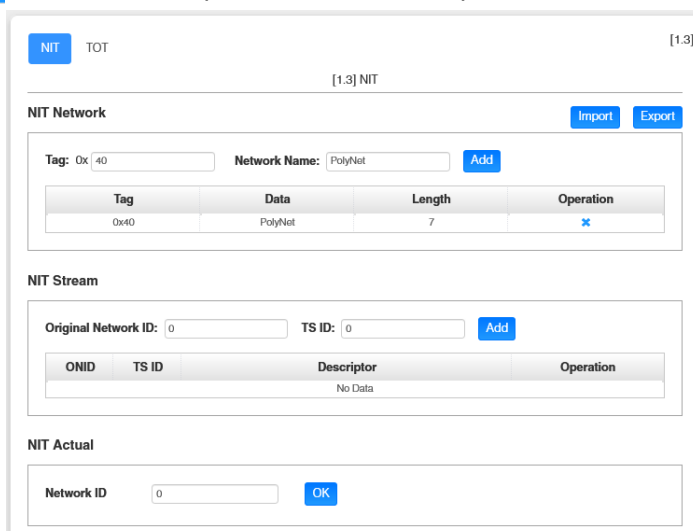 NIT TOT [1.3]
[1.3] NIT
NIT Network Import Export
Tag: 0x 40 Network Name: PolyNet Add
Tag Data Length Operation
0x40 PolyNet 7
NIT Stream
Original Network ID: 0 TS ID: 0 Add
ONID TS ID Descriptor Operation
No Data
NIT Actual
Network ID 0 OK